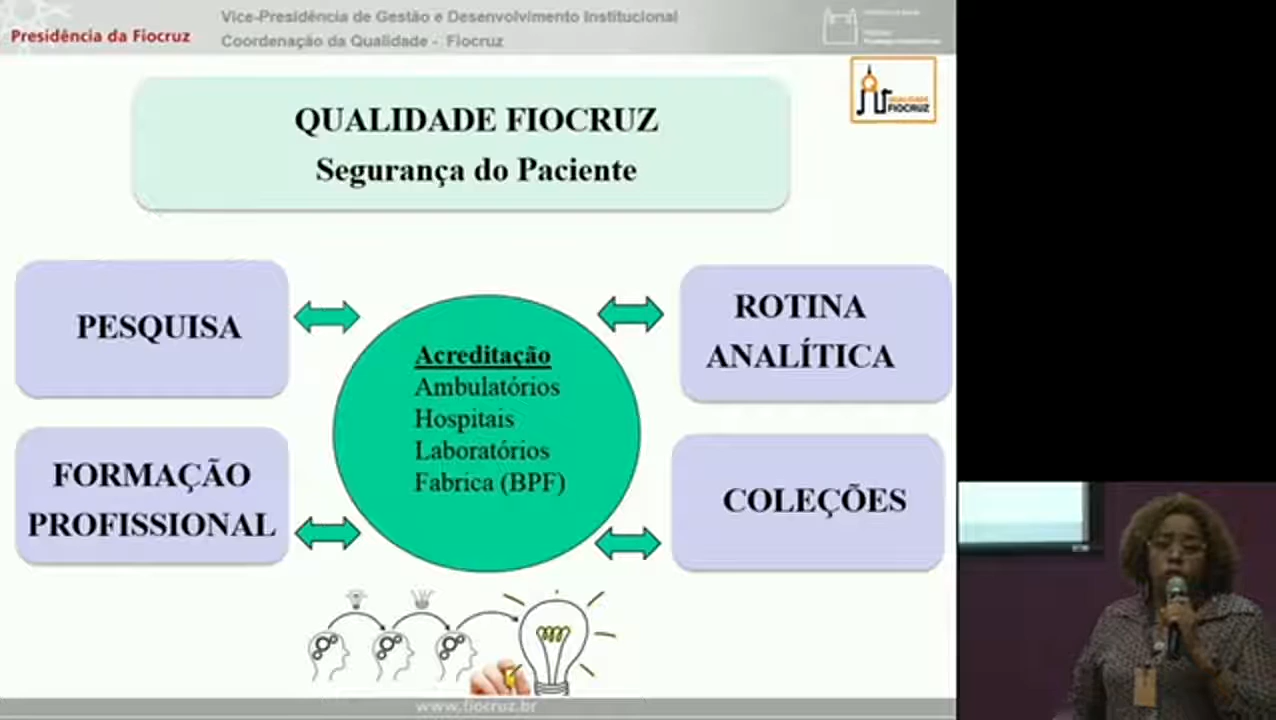 Presidência da Fiocruz
Vice-Presidência de Gestão e Desenvolvimento Institucional
Coordenação da Qualidade - Fiocruz
QUALIDADE
FIOCRUZ
QUALIDADE FIOCRUZ
Segurança do Paciente
PESQUISA
FORMAÇÃO
PROFISSIONAL
Acreditação
Ambulatórios
Hospitais
Laboratórios
Fabrica (BPF)
ROTINA
ANALÍTICA
COLEÇÕES
www.fiocruz.br